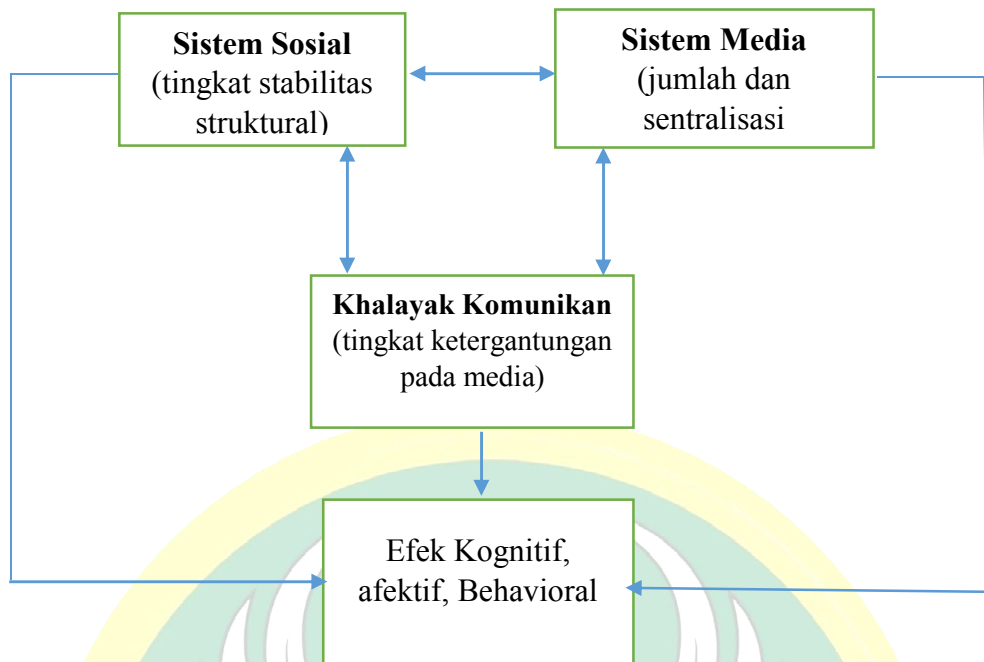 Sistem Sosial
(tingkat stabilitas
struktural)
Sistem Media
(jumlah dan
sentralisasi
Khalayak Komunikan
(tingkat ketergantungan
pada media)
Efek Kognitif,
afektif, Behavioral